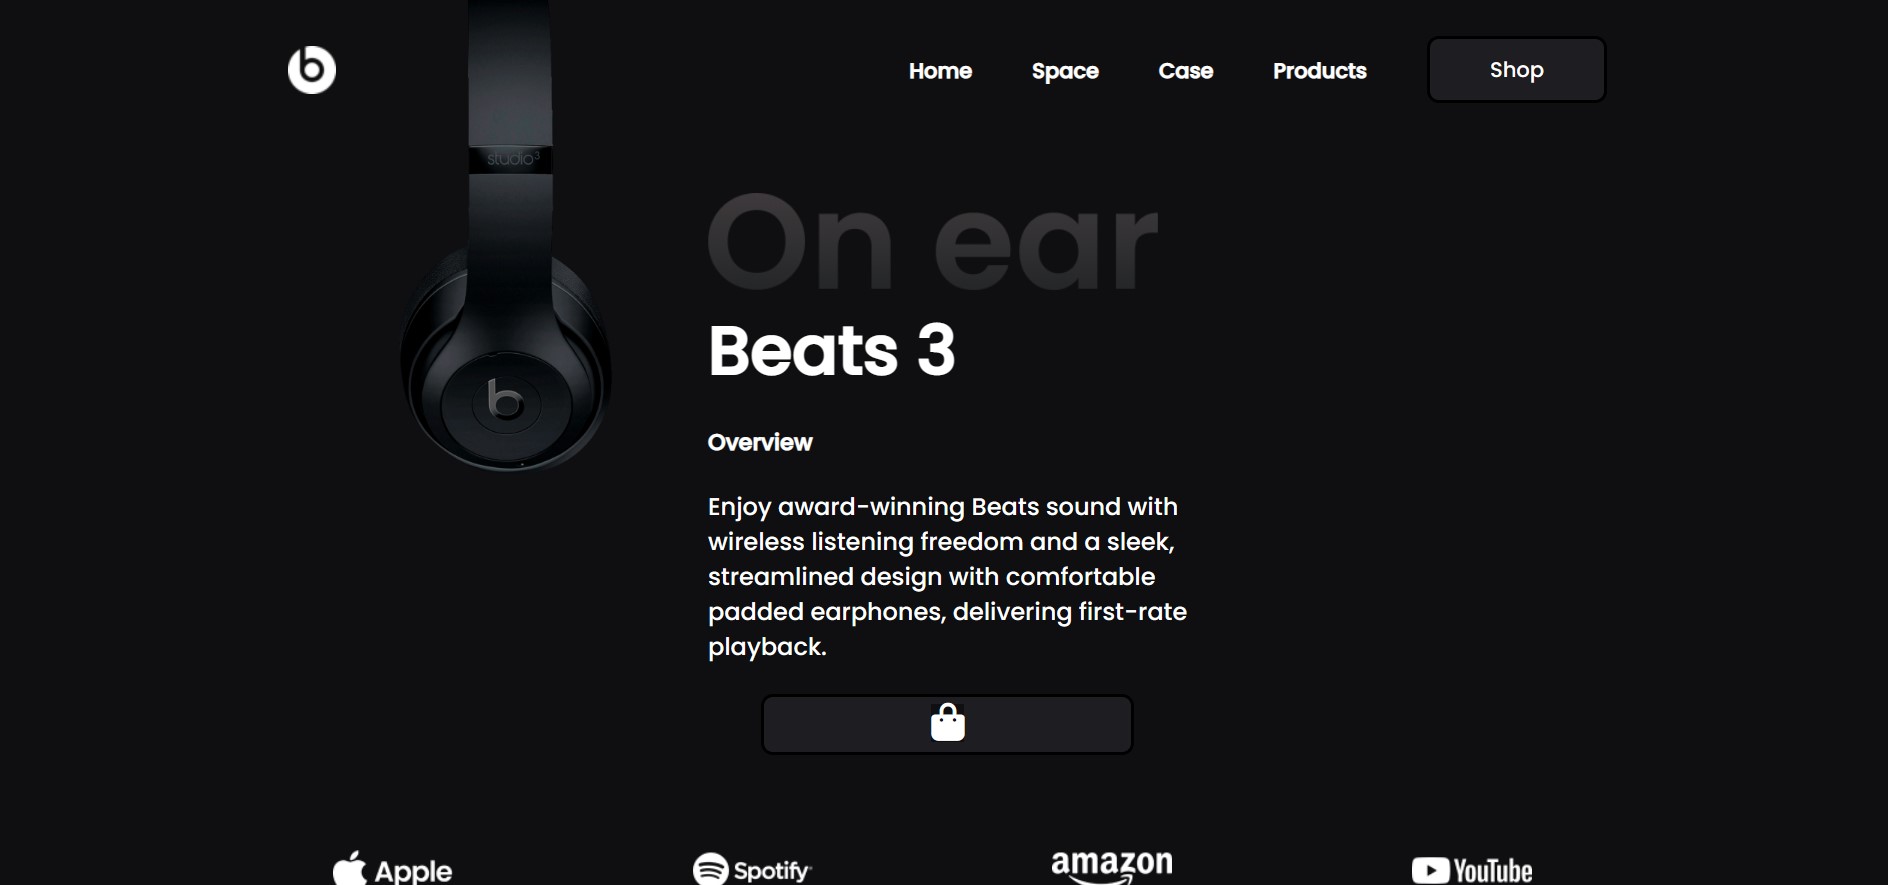 Home Space Case Products Shop
studio3
On ear
Beats 3
Overview
Enjoy award-winning Beats sound with
wireless listening freedom and a sleek,
streamlined design with comfortable
padded earphones, delivering first-rate
playback.
Apple Spotify amazon YouTube